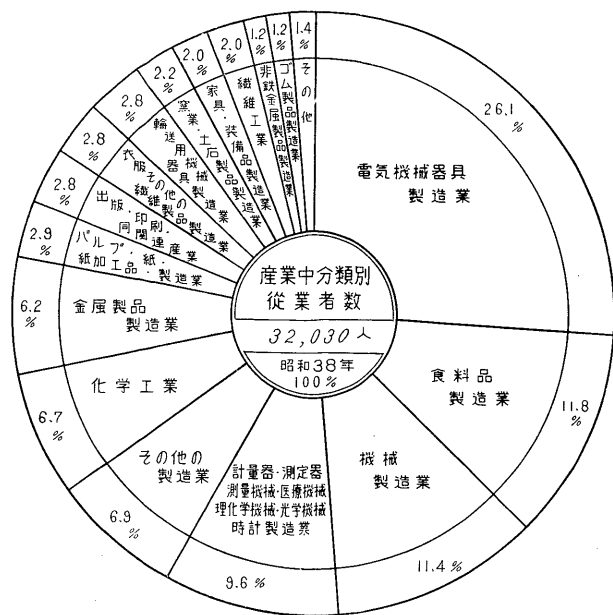 産業中分類別
従業者数
32,030人
昭和38年
100%
26.1
%
電気機械器具
製造業
11.8
%
食料品
製造業
11.4%
機械
製造業
9.6%
計量器・測定器
測量機械・医療機械
理化学機械・光学機械
時計製造業
6.9
%
その他の
製造業
6.7
%
化学工業
6.2
%
金属製品
製造業
2.9
%
パルプ・紙・
紙加工品・製造業
2.8
%
出版・印刷・
同関連産業
2.8
%
衣服・その他の
繊維製品製造業
2.8
%
輸送用機械
器具製造業
2.2
%
窯業・土石製品製造業
2.0
%
家具・装備品製造業
2.0
%
繊維工業
1.2
%
非鉄金属製品製造業
1.2
%
ゴム製品製造業
1.4
%
その他